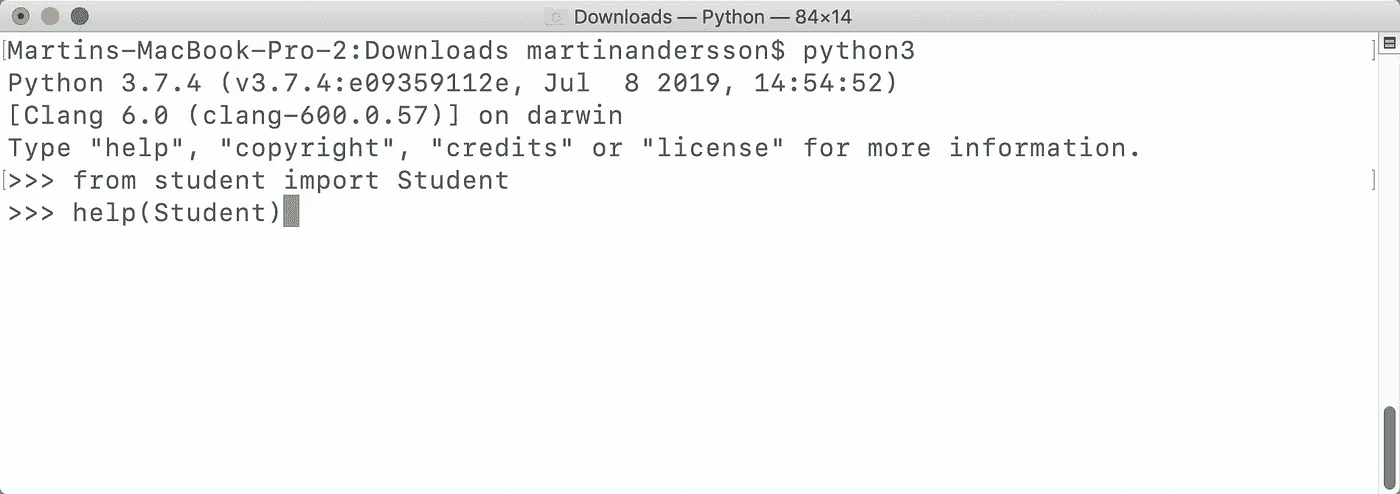 Downloads — Python — 84×14
[Martins-MacBook-Pro-2:Downloads martinandersson$ python3 ]
Python 3.7.4 (v3.7.4:e09359112e, Jul  8 2019, 14:54:52)
[Clang 6.0 (clang-600.0.57)] on darwin
Type "help", "copyright", "credits" or "license" for more information.
[>>> from student import Student ]
>>> help(Student)